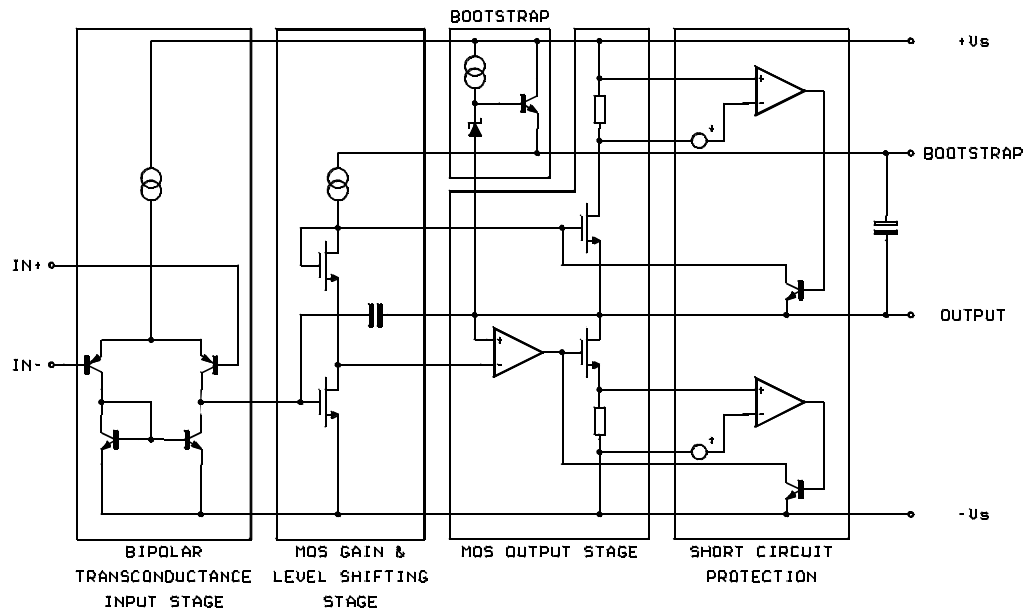 BOOTSTRAP
+Vs
+
-
+
BOOTSTRAP
IN+
OUTPUT
IN-
+
-
+
-
+
-Vs
BIPOLAR
TRANSCONDUCTANCE
INPUT STAGE
MOS GAIN &
LEVEL SHIFTING
STAGE
MOS OUTPUT STAGE
SHORT CIRCUIT
PROTECTION